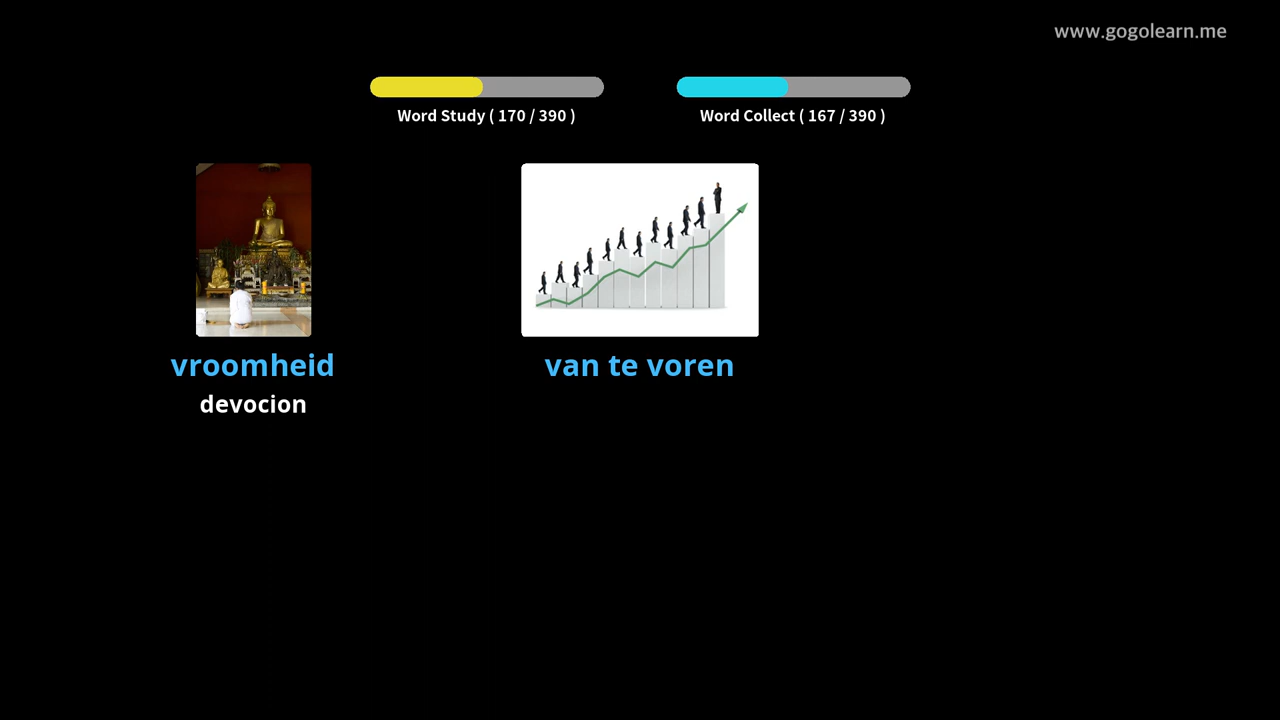 www.gogolearn.me
Word Study ( 170 / 390 )
Word Collect ( 167 / 390 )
vroomheid
devocion
van te voren